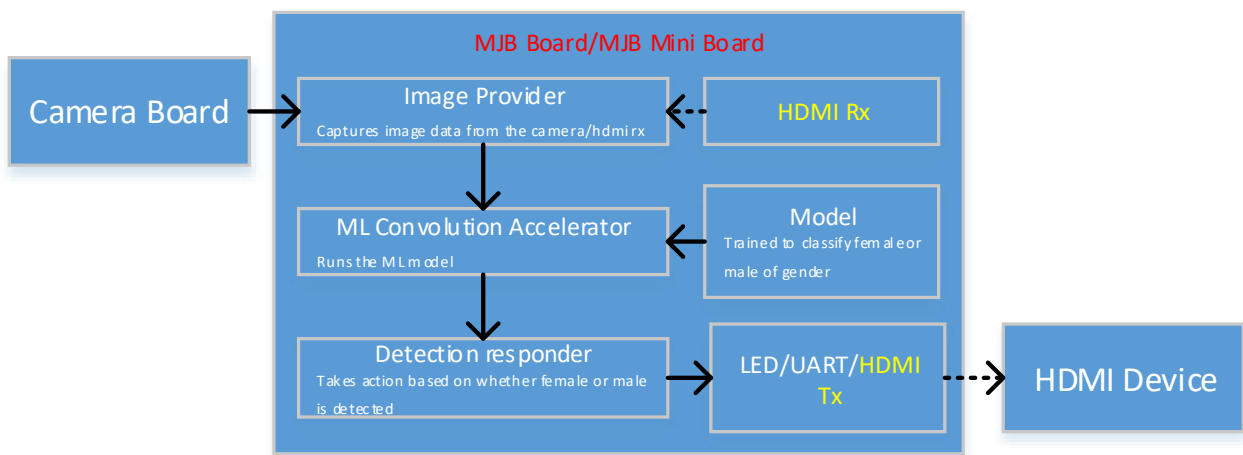 MJB Board/MJB Mini Board
Camera Board
Image Provider
Captures image data from the camera/hdmi rx
HDMI Rx
ML Convolution Accelerator
Runs the ML model
Model
Trained to classify female or
male of gender
Detection responder
Takes action based on whether female or male
is detected
LED/UART/HDMI
Tx
HDMI Device